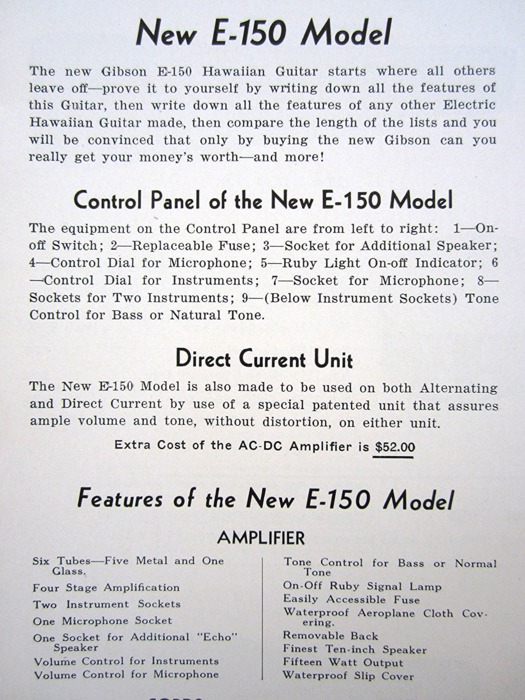 New E-150 Model
The new Gibson E-150 Hawaiian Guitar starts where all others
leave off—prove it to yourself by writing down all the features of
this Guitar, then write down all the features of any other Electric
Hawaiian Guitar made, then compare the length of the lists and you
will be convinced that only by buying the new Gibson can you
really get your money's worth—and more!
Control Panel of the New E-150 Model
The equipment on the Control Panel are from left to right: 1—On-
off Switch; 2—Replaceable Fuse; 3—Socket for Additional Speaker;
4—Control Dial for Microphone; 5—Ruby Light On-off Indicator; 6
—Control Dial for Instruments; 7—Socket for Microphone; 8—
Sockets for Two Instruments; 9—(Below Instrument Sockets) Tone
Control for Bass or Natural Tone.
Direct Current Unit
The New E-150 Model is also made to be used on both Alternating
and Direct Current by use of a special patented unit that assures
ample volume and tone, without distortion, on either unit.
Extra Cost of the AC-DC Amplifier is $52.00
Features of the New E-150 Model
AMPLIFIER
Six Tubes—Five Metal and One
Glass.
Four Stage Amplification
Two Instrument Sockets
One Microphone Socket
One Socket for Additional "Echo"
Speaker
Volume Control for Instruments
Volume Control for Microphone
Tone Control for Bass or Normal
Tone
On-Off Ruby Signal Lamp
Easily Accessible Fuse
Waterproof Aeroplane Cloth Cov-
ering.
Removable Back
Finest Ten-inch Speaker
Fifteen Watt Output
Waterproof Slip Cover